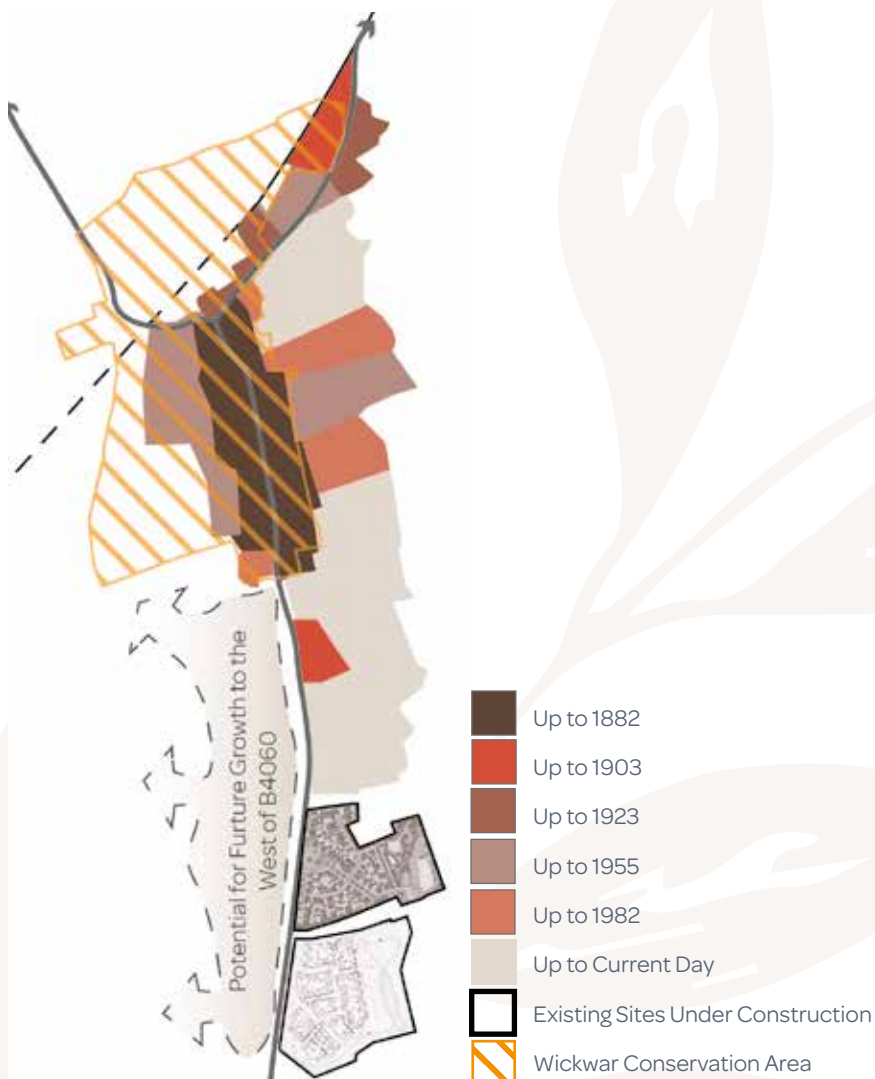 Potential for Furture Growth to the
West of B4060
Up to 1882
Up to 1903
Up to 1923
Up to 1955
Up to 1982
Up to Current Day
Existing Sites Under Construction
Wickwar Conservation Area